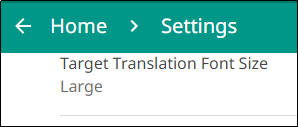 Home > Settings
Target Translation Font Size
Large